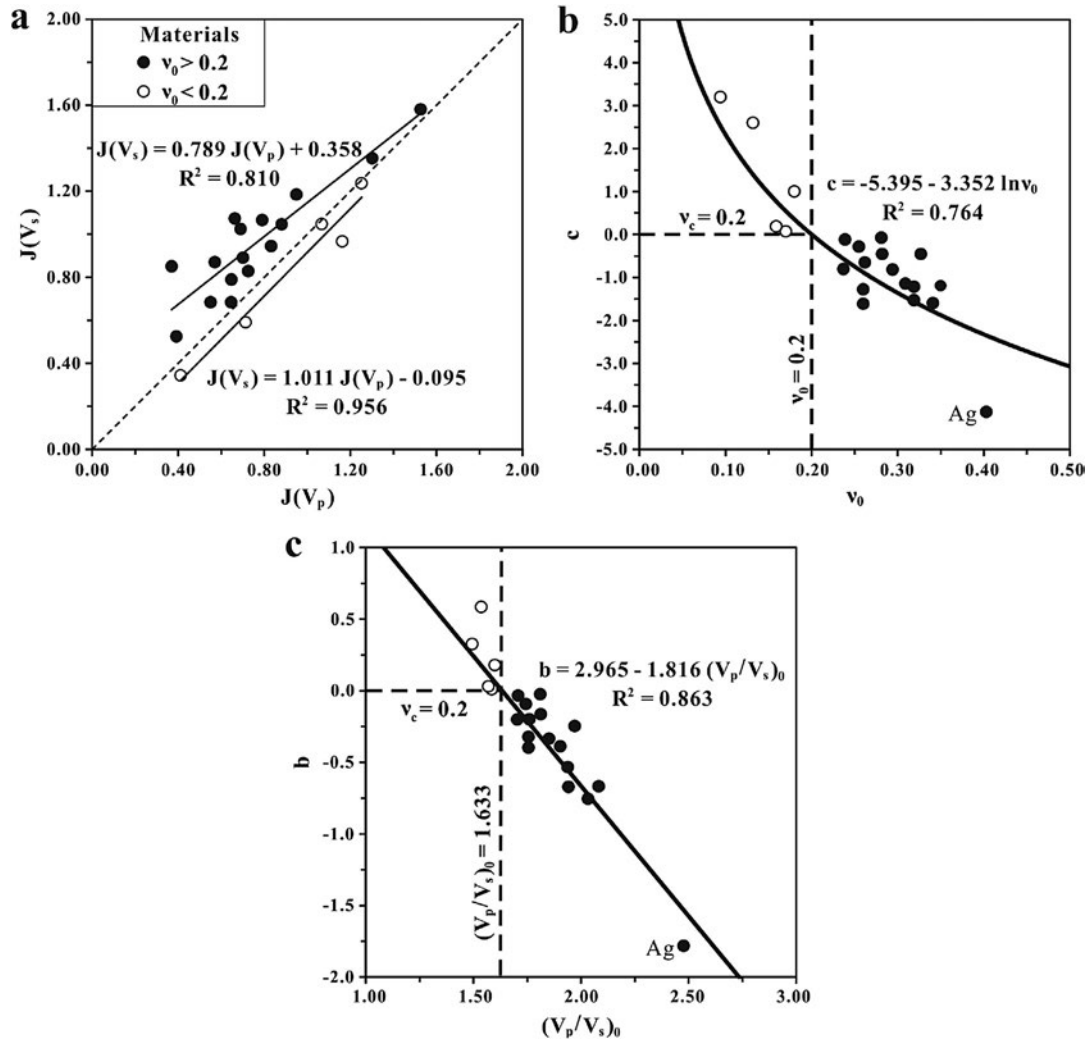 a
2.00
1.60
1.20
0.80
0.40
0.00
J(Vₛ)
Materials
ν₀ > 0.2
ν₀ < 0.2
J(Vₛ) = 0.789 J(Vₚ) + 0.358
R² = 0.810
J(Vₛ) = 1.011 J(Vₚ) - 0.095
R² = 0.956
0.00 0.40 0.80 1.20 1.60 2.00
J(Vₚ)
b
5.0
4.0
3.0
2.0
1.0
0.0
-1.0
-2.0
-3.0
-4.0
-5.0
c
c = -5.395 - 3.352 lnν₀
R² = 0.764
ν_c = 0.2
ν₀ = 0.2
Ag
0.00 0.10 0.20 0.30 0.40 0.50
ν₀
c
1.0
0.5
0.0
-0.5
-1.0
-1.5
-2.0
b
b = 2.965 - 1.816 (Vₚ/Vₛ)₀
R² = 0.863
ν_c = 0.2
(Vₚ/Vₛ)₀ = 1.633
Ag
1.00 1.50 2.00 2.50 3.00
(Vₚ/Vₛ)₀